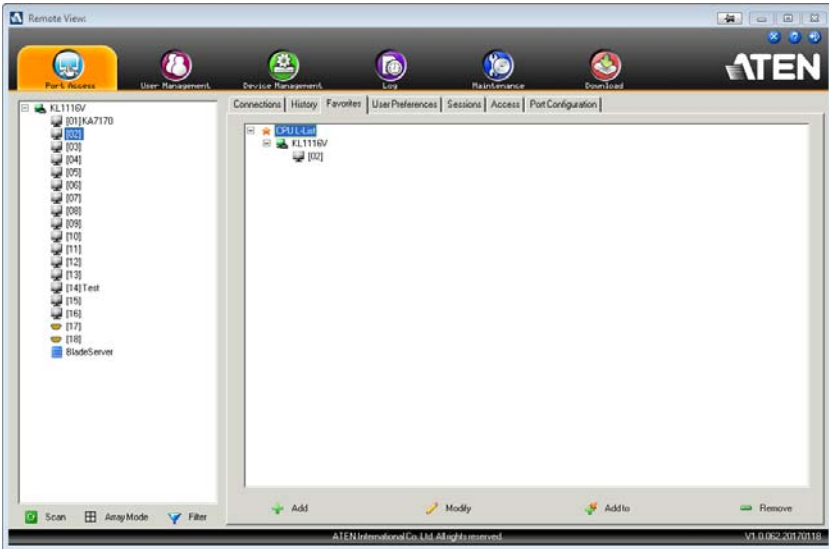 Remote View:
ATEN
Port Access User Management Device Management Log Maintenance Download
Connections History Favorites User Preferences Sessions Access Port Configuration
KL1116V
[01]KA7170
[02]
[03]
[04]
[05]
[06]
[07]
[08]
[09]
[10]
[11]
[12]
[13]
[14]Test
[15]
[16]
[17]
[18]
BladeServer
CPU L-List
KL1116V
[02]
Scan Array Mode Filter
Add Modify Add to Remove
ATEN International Co. Ltd. All rights reserved.
V1.0.062.20170118